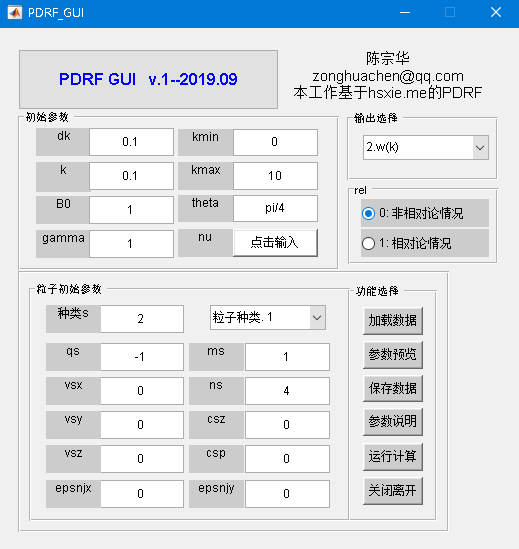 PDRF_GUI
PDRF GUI v.1--2019.09
陈宗华
zonghuachen@qq.com
本工作基于hsxie.me的PDRF
初始参数
dk 0.1 kmin 0
k 0.1 kmax 10
B0 1 theta pi/4
gamma 1 nu 点击输入
输出选择
2.w(k)
rel
0: 非相对论情况
1: 相对论情况
粒子初始参数
种类s 2 粒子种类. 1
qs -1 ms 1
vsx 0 ns 4
vsy 0 csz 0
vsz 0 csp 0
epsnjx 0 epsnjy 0
功能选择
加载数据
参数预览
保存数据
参数说明
运行计算
关闭离开